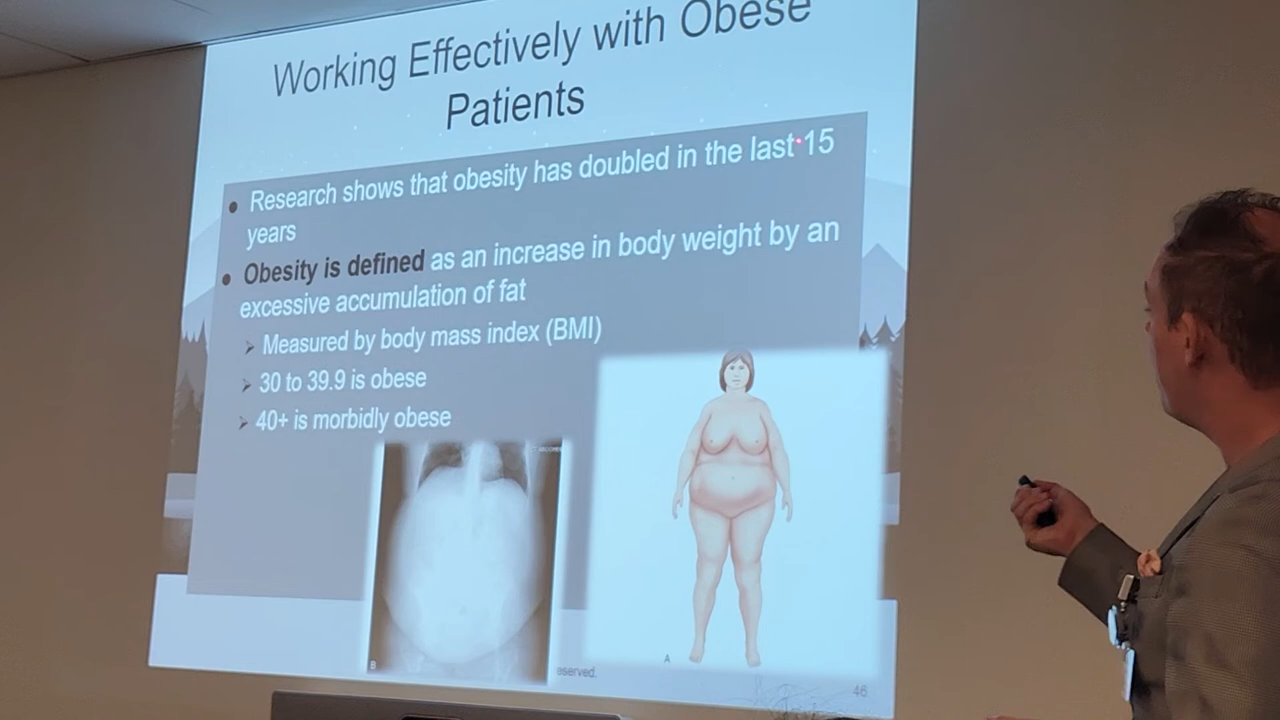 Working Effectively with Obese
Patients
• Research shows that obesity has doubled in the last 15
years
• Obesity is defined as an increase in body weight by an
excessive accumulation of fat
➢ Measured by body mass index (BMI)
➢ 30 to 39.9 is obese
➢ 40+ is morbidly obese
B
A
eserved.
46